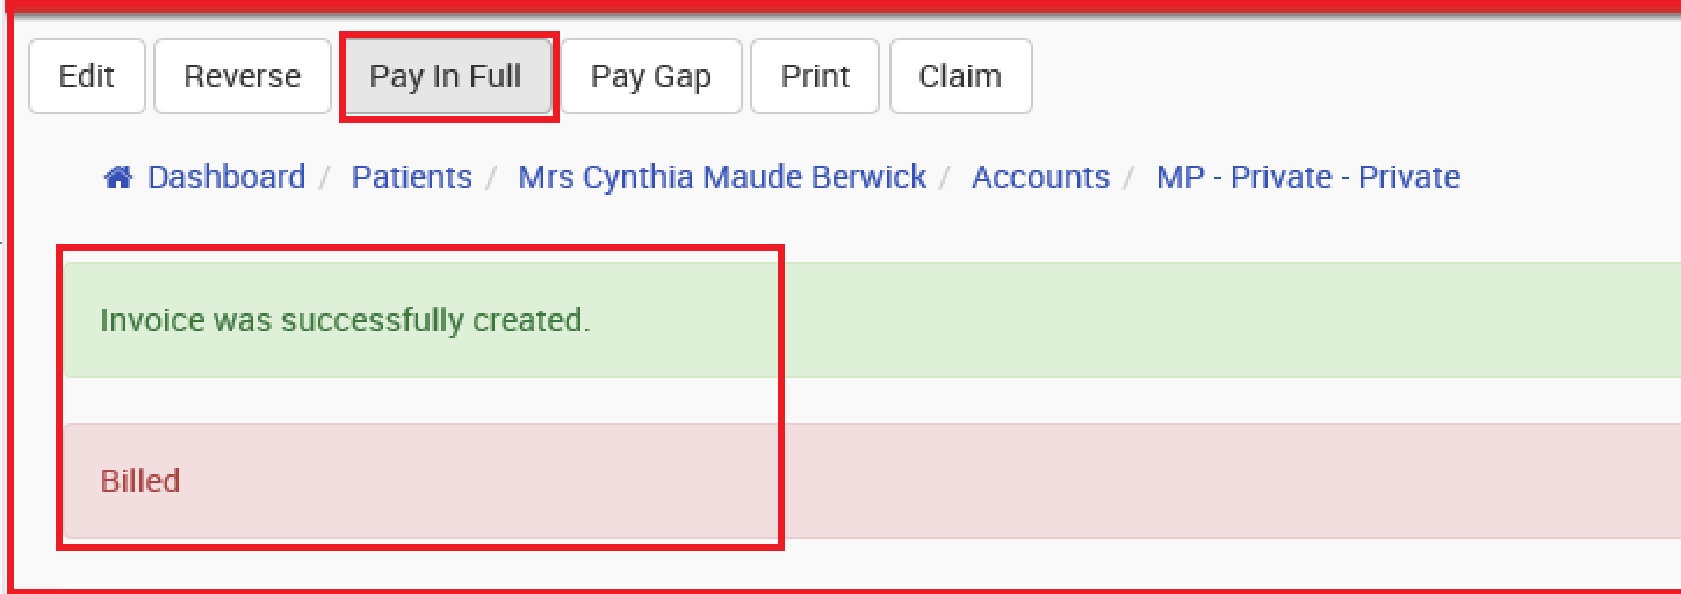 Edit Reverse Pay In Full Pay Gap Print Claim
Dashboard / Patients / Mrs Cynthia Maude Berwick / Accounts / MP - Private - Private
Invoice was successfully created.
Billed